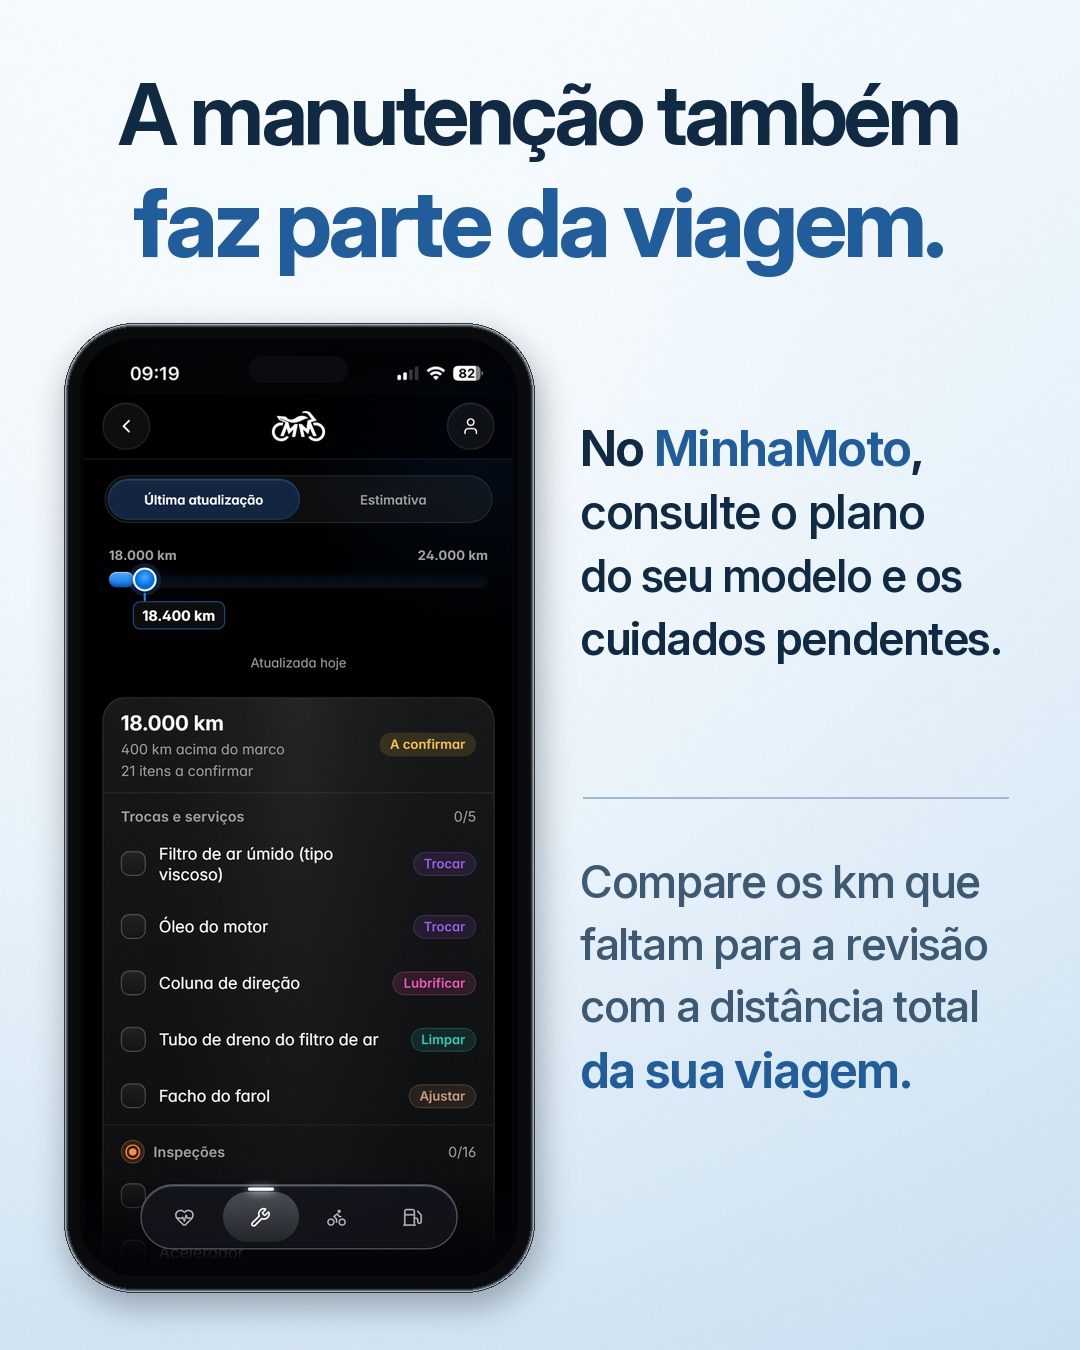 A manutenção também
faz parte da viagem.
09:19
82
MM
Última atualização
Estimativa
18.000 km
24.000 km
18.400 km
Atualizada hoje
18.000 km
400 km acima do marco
21 itens a confirmar
A confirmar
Trocas e serviços
0/5
Filtro de ar úmido (tipo
viscoso)
Trocar
Óleo do motor
Trocar
Coluna de direção
Lubrificar
Tubo de dreno do filtro de ar
Limpar
Facho do farol
Ajustar
Inspeções
0/16
Acelerador
No MinhaMoto,
consulte o plano
do seu modelo e os
cuidados pendentes.
Compare os km que
faltam para a revisão
com a distância total
da sua viagem.